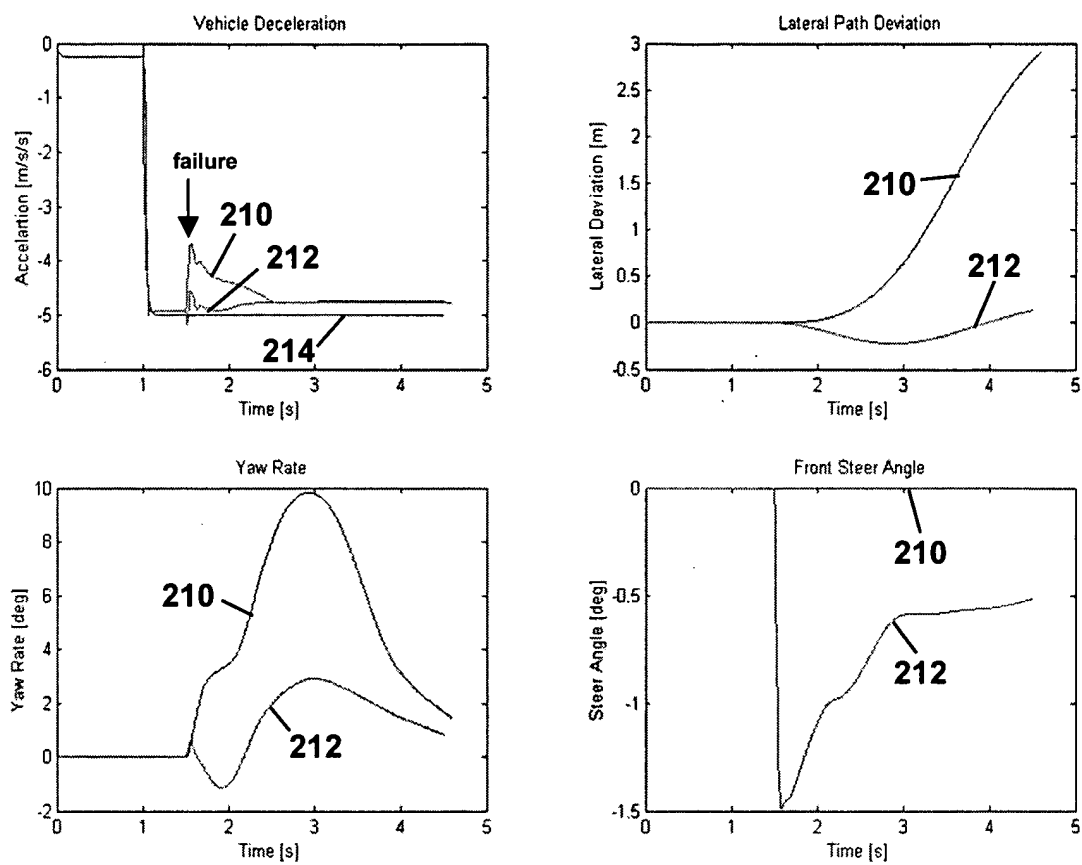 Vehicle Deceleration
0
-1
-2
-3
-4
-5
-6
Accelartion [m/s/s]
failure
210
212
214
0 1 2 3 4 5
Time [s]
Lateral Path Deviation
3
2.5
2
1.5
1
0.5
0
-0.5
Lateral Deviation [m]
210
212
0 1 2 3 4 5
Time [s]
Yaw Rate
10
8
6
4
2
0
-2
Yaw Rate [deg]
210
212
0 1 2 3 4 5
Time [s]
Front Steer Angle
0
-0.5
-1
-1.5
Steer Angle [deg]
210
212
0 1 2 3 4 5
Time [s]